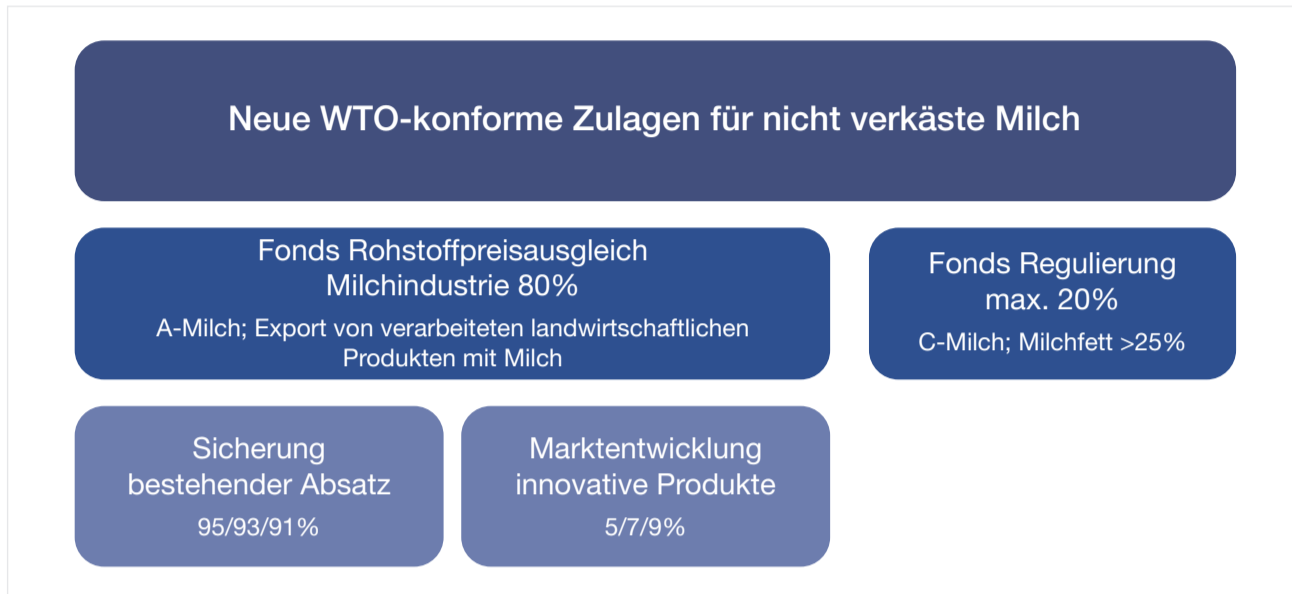 Neue WTO-konforme Zulagen für nicht verkäste Milch
Fonds Rohstoffpreisausgleich
Milchindustrie 80%
A-Milch; Export von verarbeiteten landwirtschaftlichen
Produkten mit Milch
Fonds Regulierung
max. 20%
C-Milch; Milchfett >25%
Sicherung
bestehender Absatz
95/93/91%
Marktentwicklung
innovative Produkte
5/7/9%